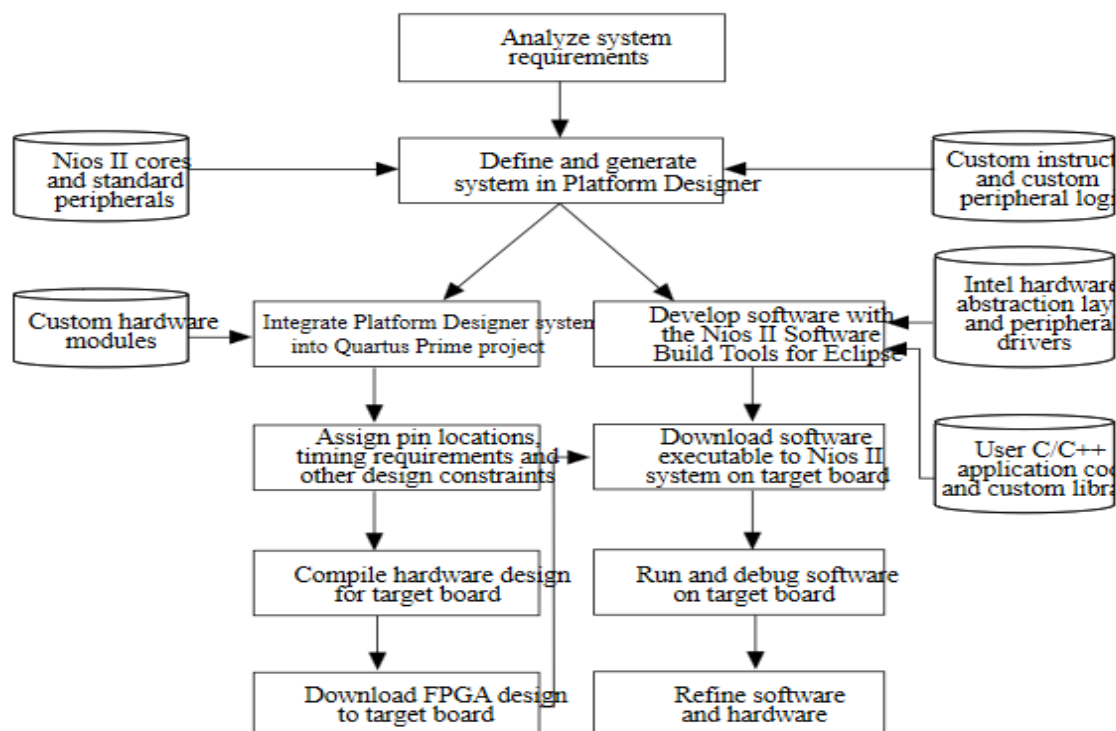 Analyze system
requirements
Nios II cores
and standard
peripherals
Define and generate
system in Platform Designer
Custom instruct
and custom
peripheral logi
Custom hardware
modules
Integrate Platform Designer system
into Quartus Prime project
Develop software with
the Nios II Software
Build Tools for Eclipse
Intel hardware
abstraction laye
and peripheral
drivers
Assign pin locations,
timing requirements and
other design constraints
Download software
executable to Nios II
system on target board
User C/C++
application cod
and custom libra
Compile hardware design
for target board
Run and debug software
on target board
Download FPGA design
to target board
Refine software
and hardware